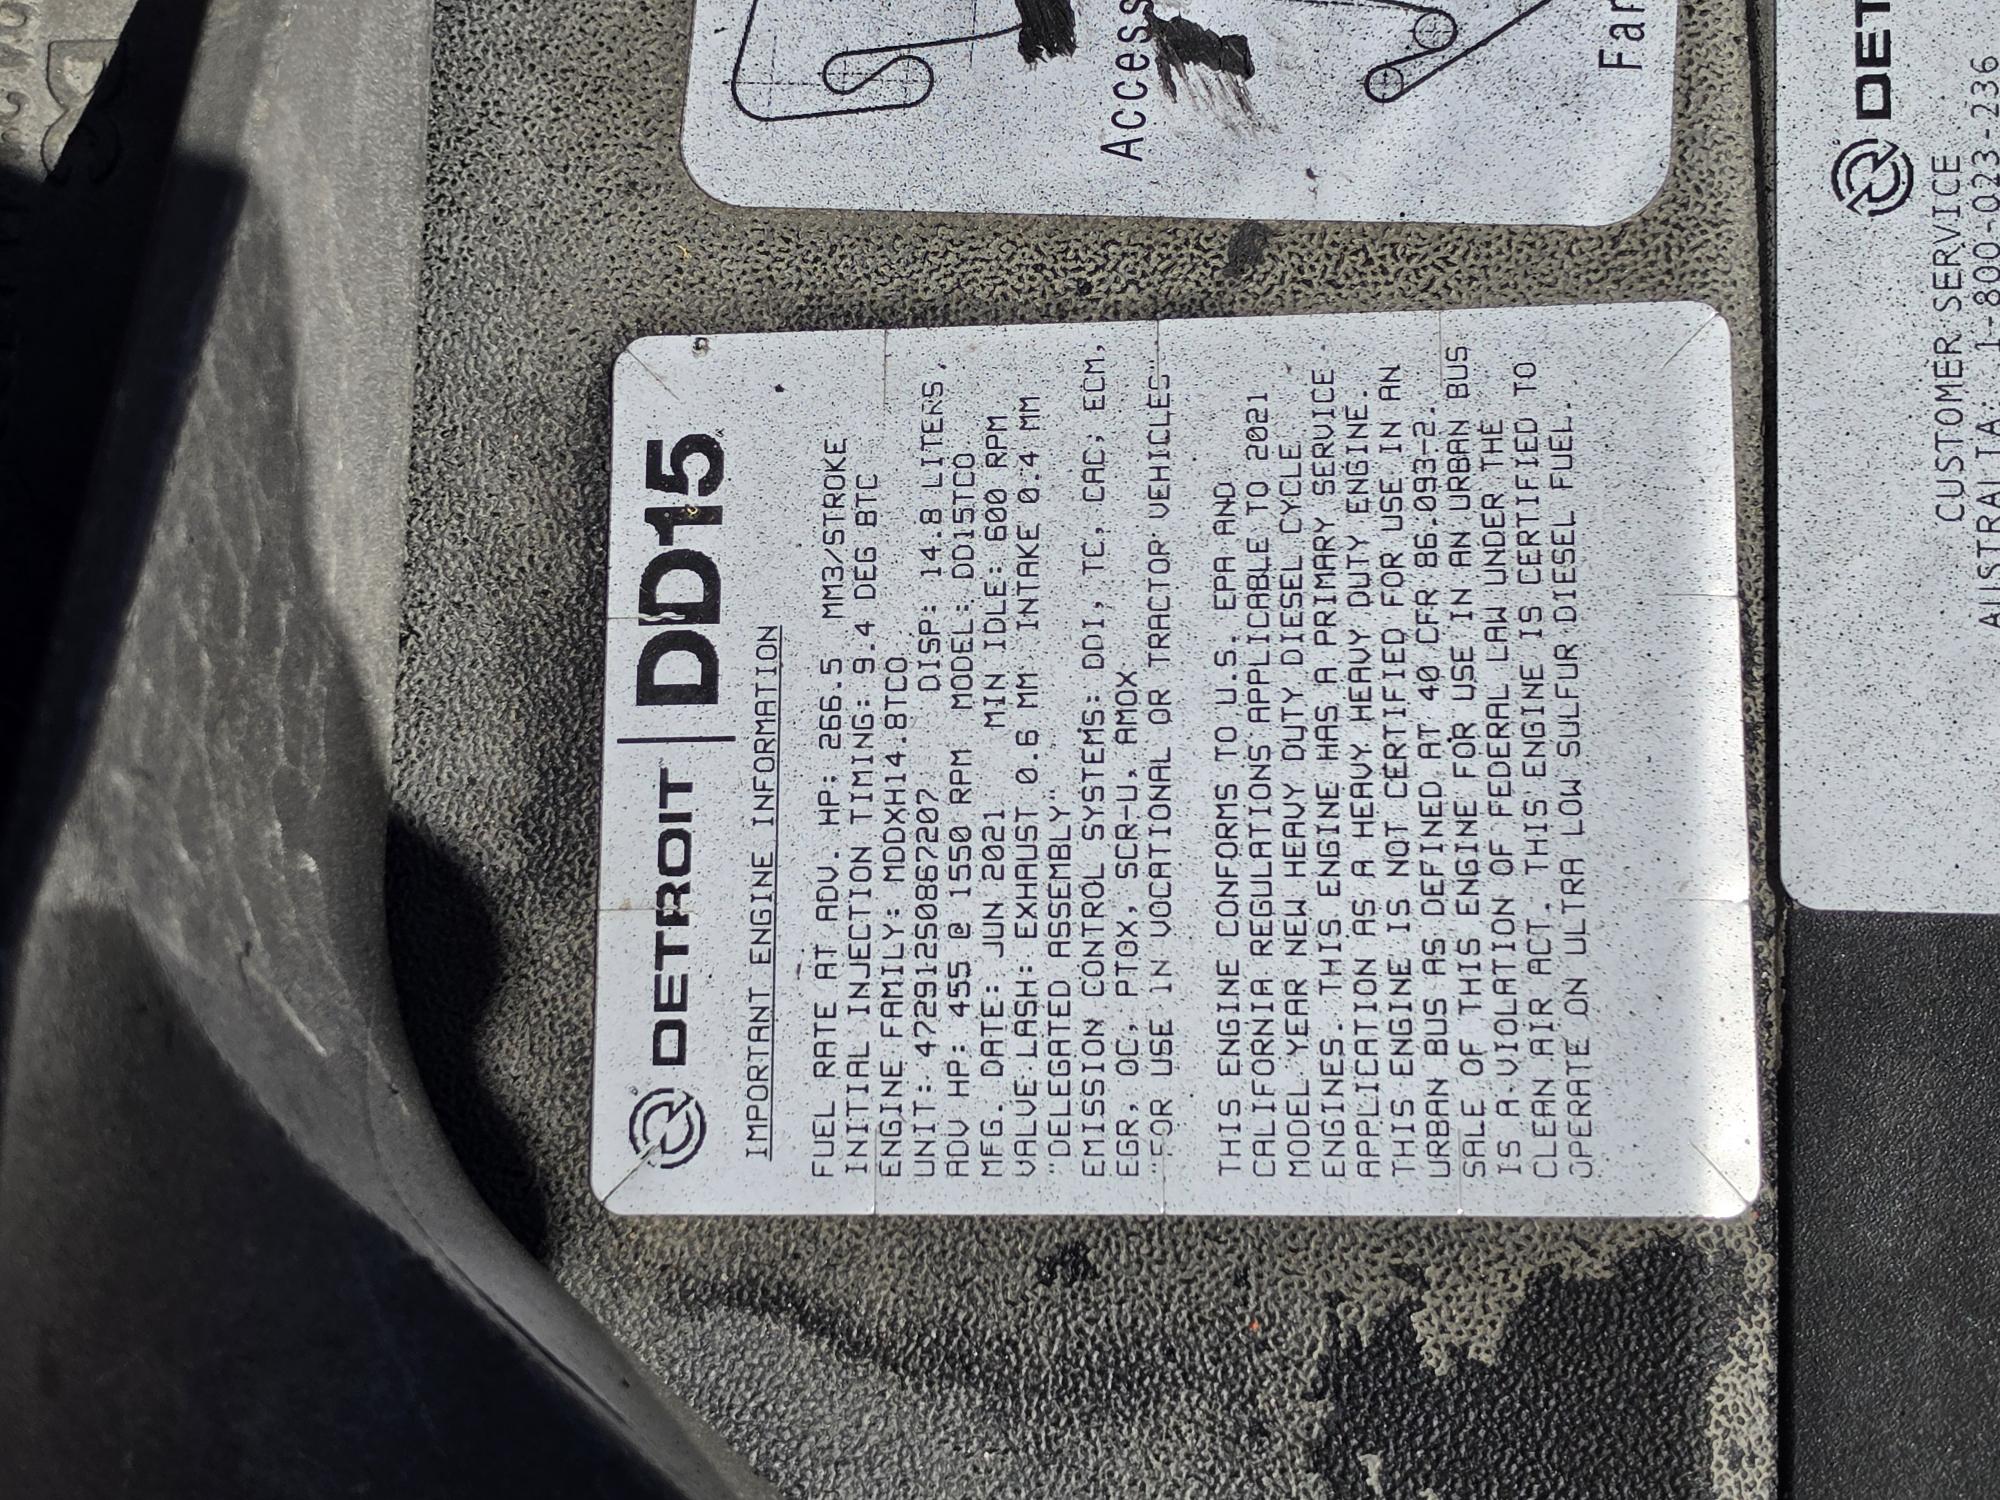 DETROIT | DD15
IMPORTANT ENGINE INFORMATION
FUEL RATE AT ADV. HP: 266.5 MM3/STROKE
INITIAL INJECTION TIMING: 9.4 DEG BTC
ENGINE FAMILY: MDDXH14.8TCO
UNIT: 472912S0867207 DISP: 14.8 LITERS,
ADV HP: 455 @ 1550 RPM MODEL: DD15TCO
MFG. DATE: JUN 2021 MIN IDLE: 600 RPM
VALVE LASH: EXHAUST 0.6 MM INTAKE 0.4 MM
"DELEGATED ASSEMBLY"
EMISSION CONTROL SYSTEMS: DDI, TC, CAC, ECM,
EGR, OC, PTOX, SCR-U, AMOX
"FOR USE IN VOCATIONAL OR TRACTOR VEHICLES"
THIS ENGINE CONFORMS TO U.S. EPA AND
CALIFORNIA REGULATIONS APPLICABLE TO 2021
MODEL YEAR NEW HEAVY DUTY DIESEL CYCLE
ENGINES. THIS ENGINE HAS A PRIMARY SERVICE
APPLICATION AS A HEAVY HEAVY DUTY ENGINE.
THIS ENGINE IS NOT CERTIFIED FOR USE IN AN
URBAN BUS AS DEFINED AT 40 CFR 86.093-2.
SALE OF THIS ENGINE FOR USE IN AN URBAN BUS
IS A VIOLATION OF FEDERAL LAW UNDER THE
CLEAN AIR ACT. THIS ENGINE IS CERTIFIED TO
OPERATE ON ULTRA LOW SULFUR DIESEL FUEL.
Access
Fan
DET
CUSTOMER SERVICE
AUSTRALIA: 1-800-023-236